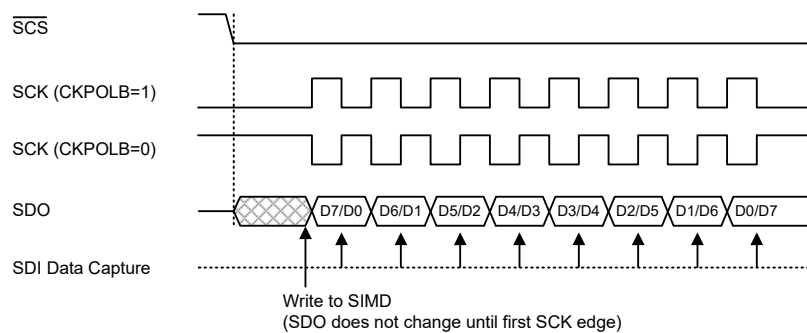 SCS
SCK (CKPOLB=1)
SCK (CKPOLB=0)
SDO
D7/D0 D6/D1 D5/D2 D4/D3 D3/D4 D2/D5 D1/D6 D0/D7
SDI Data Capture
Write to SIMD
(SDO does not change until first SCK edge)